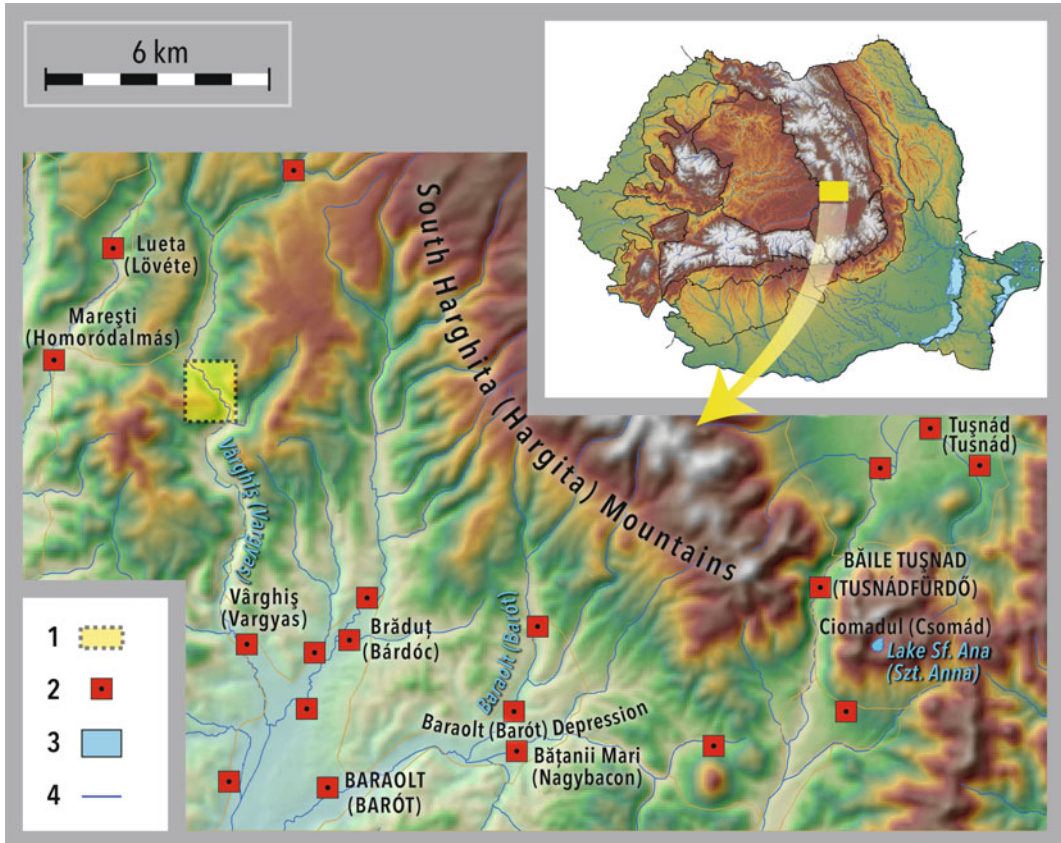 6 km
Lueta
(Lövéte)
Mareşti
(Homoródalmás)
South Harghita (Hargita) Mountains
Tuşnád
(Tusnád)
Vârghiş (Vargyas)
BĂILE TUŞNAD
(TUSNÁDFÜRDŐ)
Ciomadul (Csomád)
Lake Sf. Ana
(Szt. Anna)
Vârghiş
(Vargyas)
Brăduţ
(Bárdóc)
Baraolt (Barót)
Baraolt (Barót) Depression
Băţanii Mari
(Nagybacon)
BARAOLT
(BARÓT)
1
2
3
4